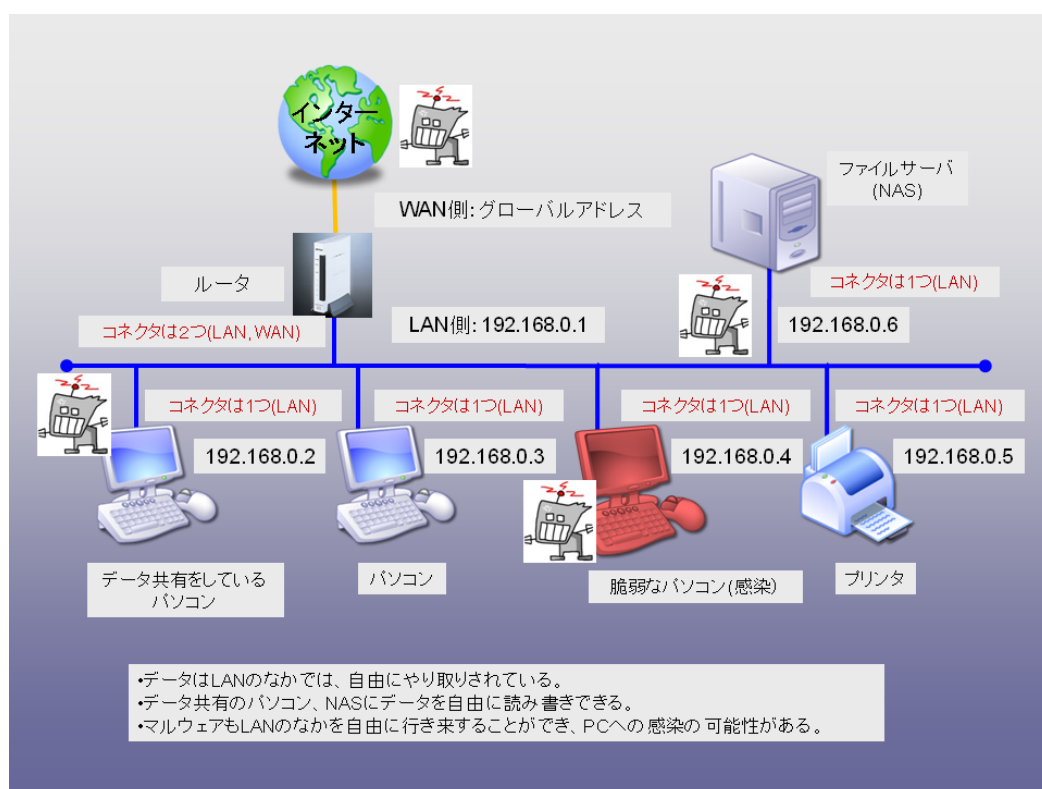 インター
ネット
ファイルサーバ
(NAS)
WAN側:グローバルアドレス
ルータ
コネクタは1つ(LAN)
コネクタは2つ(LAN,WAN)
LAN側:192.168.0.1
192.168.0.6
コネクタは1つ(LAN)
コネクタは1つ(LAN)
コネクタは1つ(LAN)
コネクタは1つ(LAN)
192.168.0.2
192.168.0.3
192.168.0.4
192.168.0.5
データ共有をしている
パソコン
パソコン
脆弱なパソコン(感染)
プリンタ
•データはLANのなかでは、自由にやり取りされている。
•データ共有のパソコン、NASにデータを自由に読み書きできる。
•マルウェアもLANのなかを自由に行き来することができ、PCへの感染の可能性がある。